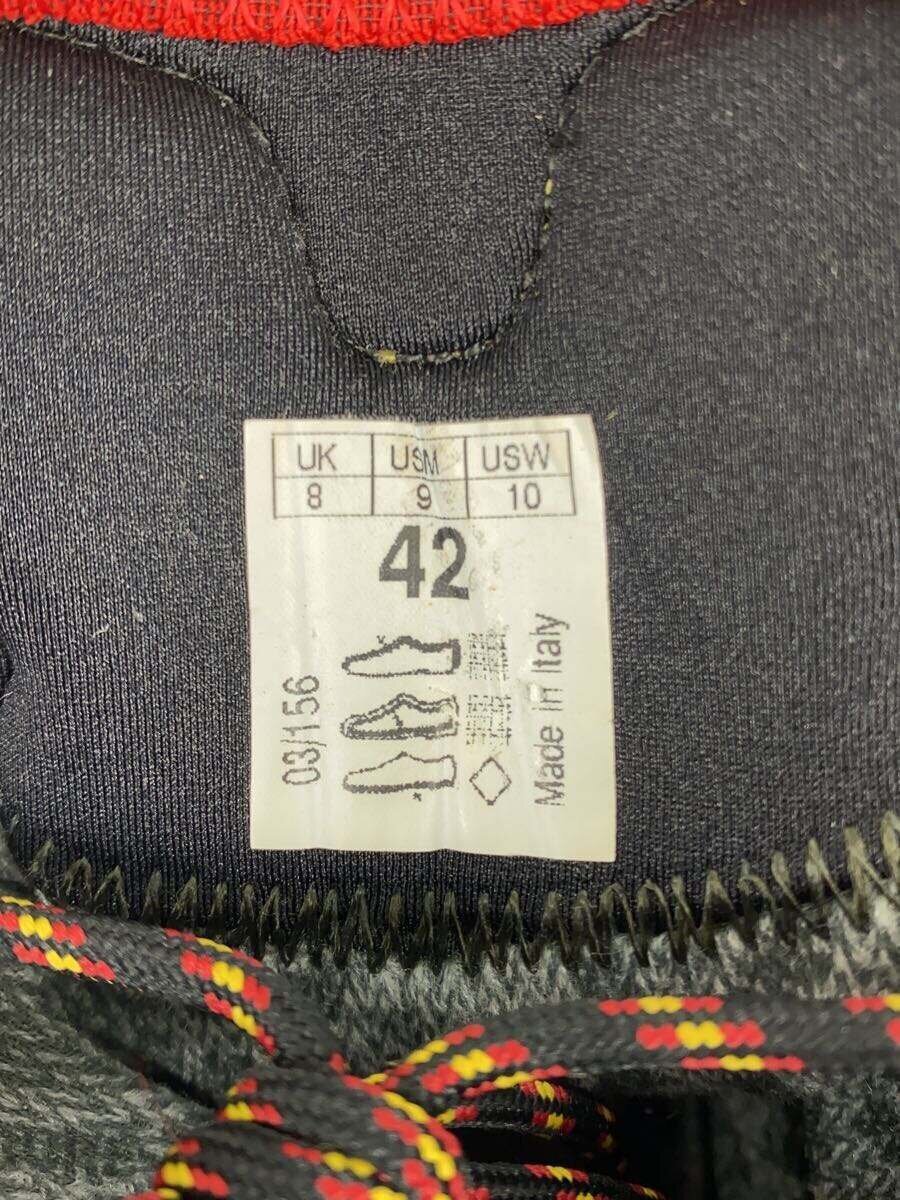 UK USM USW
8 9 10
42
03/156
Made in Italy